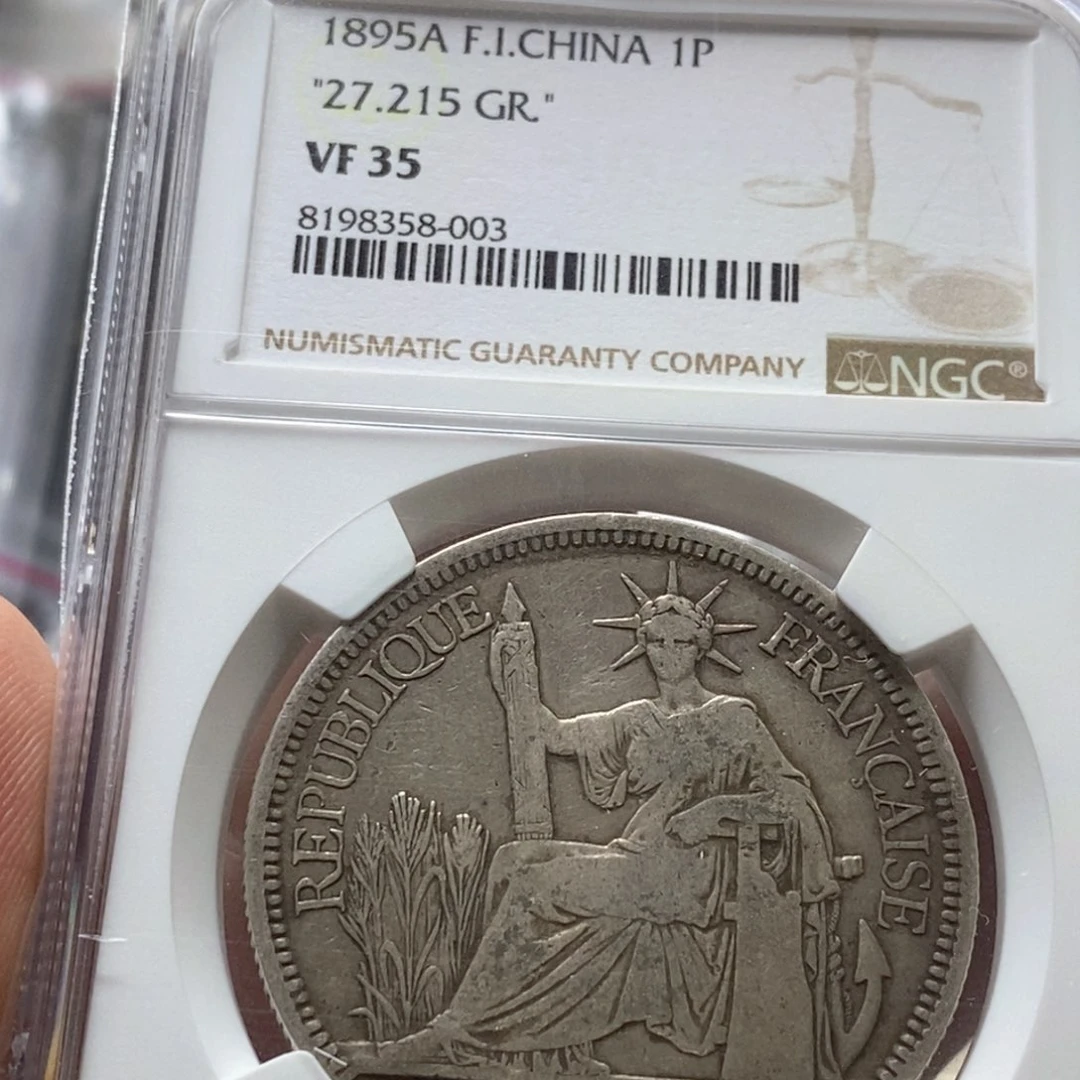 1895A F.I.CHINA 1P
"27.215 GR."
VF 35
8198358-003
NUMISMATIC GUARANTY COMPANY
NGC®
REPUBLIQUE FRANÇAISE